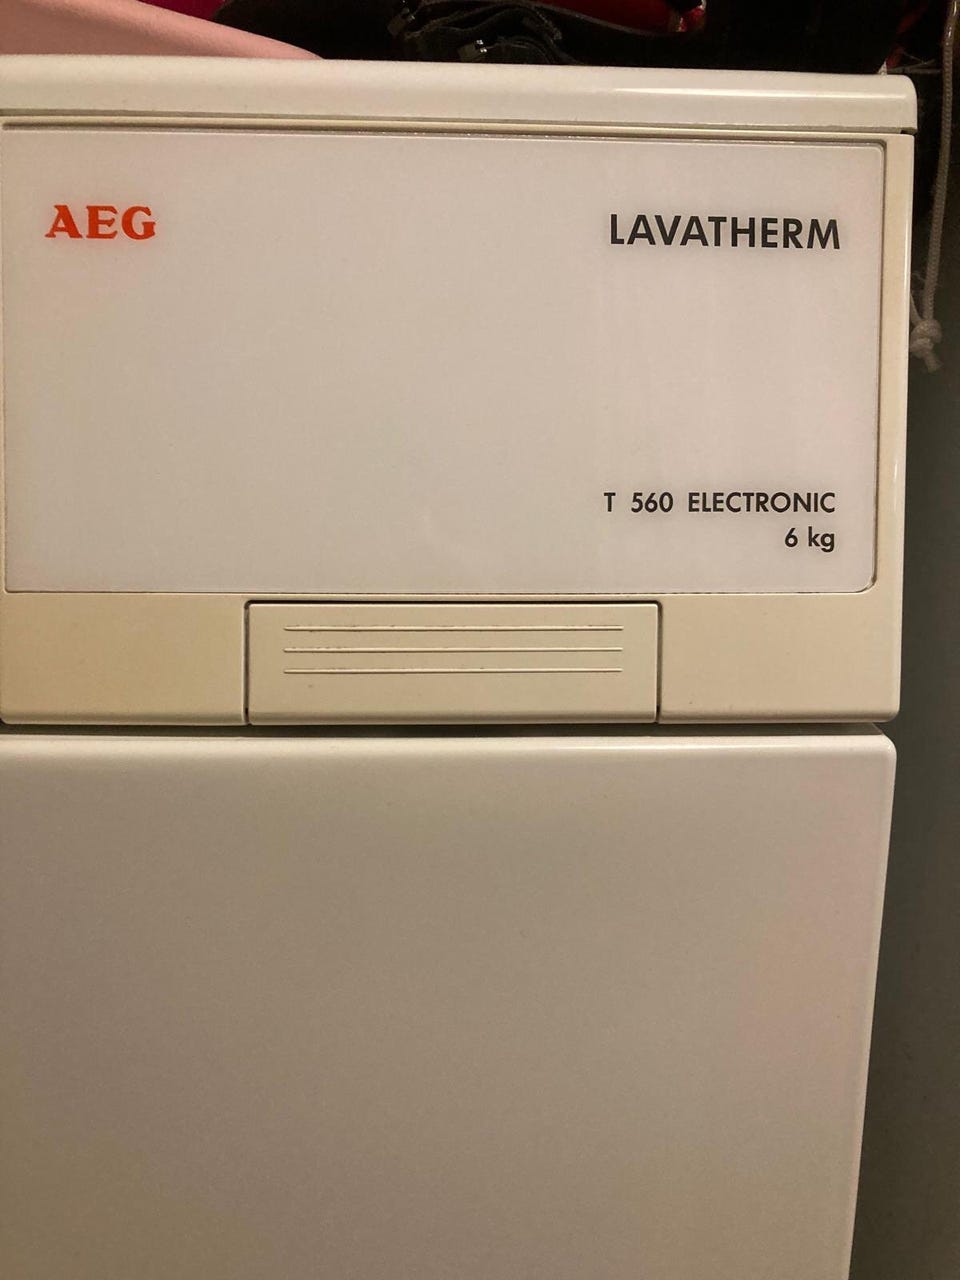 AEG
LAVATHERM
T 560 ELECTRONIC
6 kg